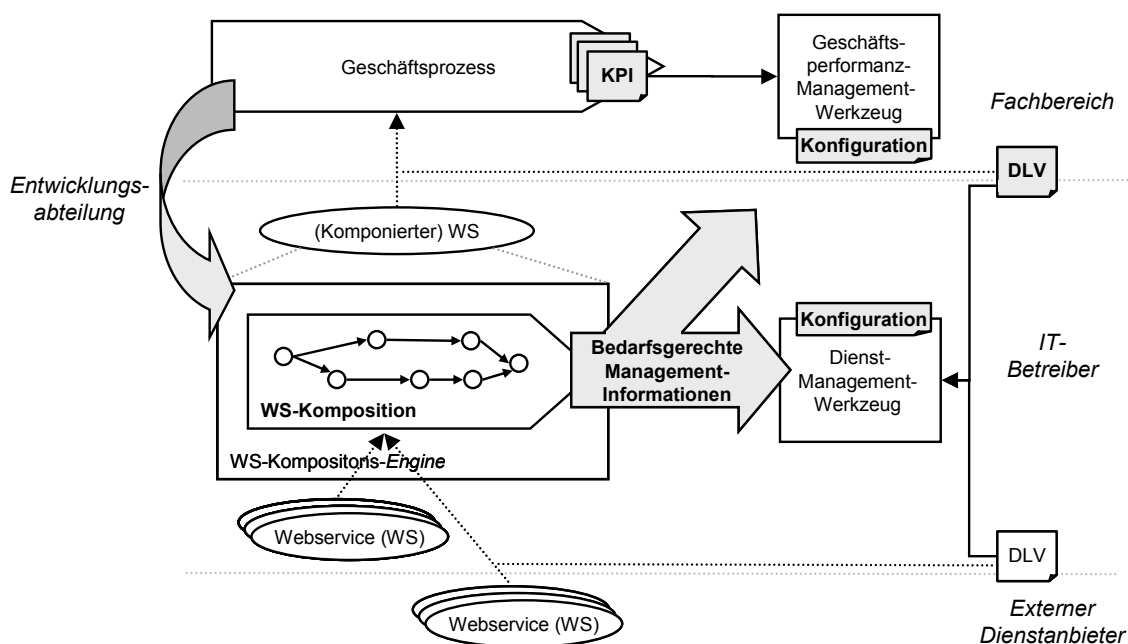 Geschäftsprozess
KPI
Geschäfts-
performanz-
Management-
Werkzeug
Konfiguration
Fachbereich
DLV
Entwicklungs-
abteilung
(Komponierter) WS
Konfiguration
Dienst-
Management-
Werkzeug
IT-
Betreiber
Bedarfsgerechte
Management-
Informationen
WS-Komposition
WS-Kompositons-Engine
Webservice (WS)
DLV
Webservice (WS)
Externer
Dienstanbieter